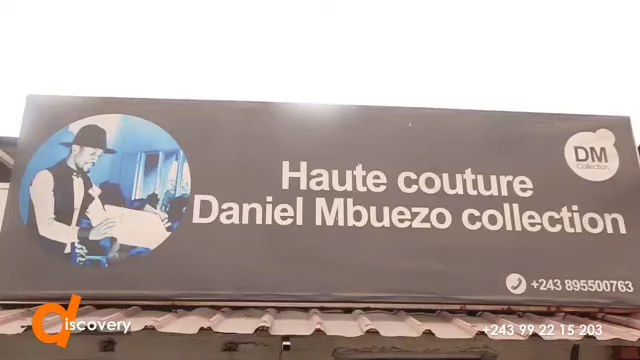 DM
Collection
Haute couture
Daniel Mbuezo collection
+243 895500763
discovery
+243 99 22 15 203